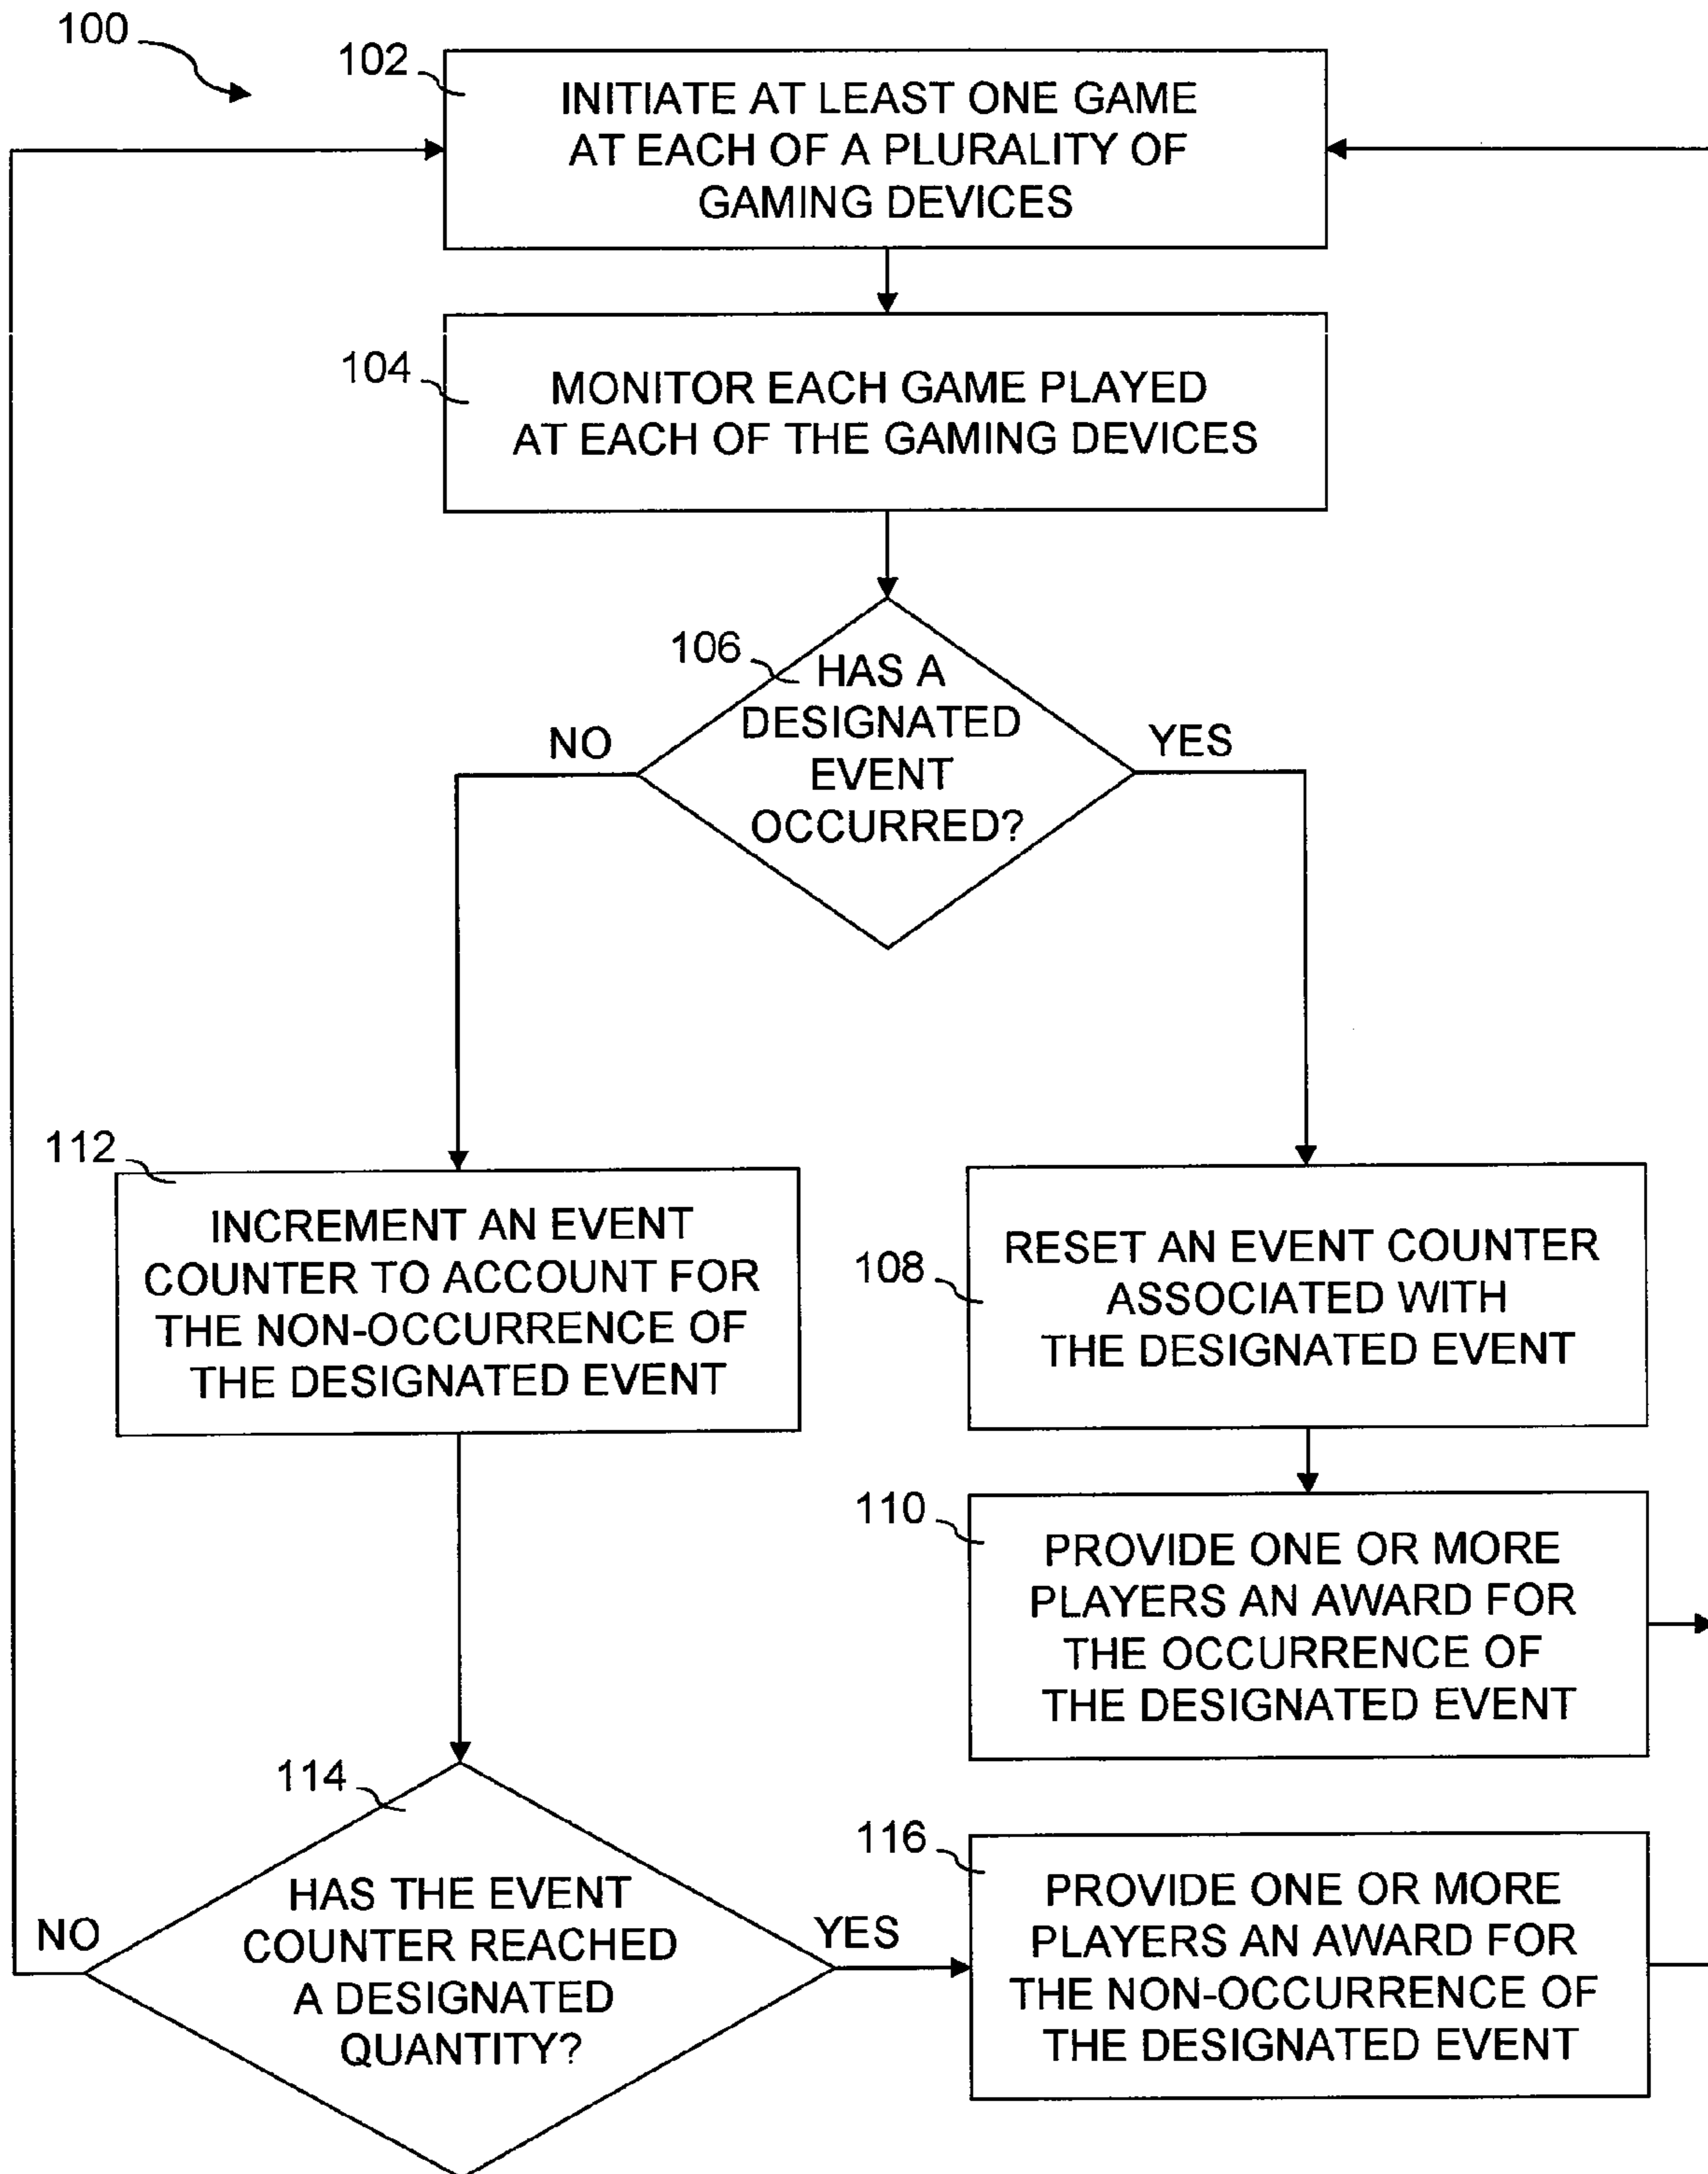 100
102
INITIATE AT LEAST ONE GAME
AT EACH OF A PLURALITY OF
GAMING DEVICES
104
MONITOR EACH GAME PLAYED
AT EACH OF THE GAMING DEVICES
106
HAS A
DESIGNATED
EVENT
OCCURRED?
NO
YES
112
INCREMENT AN EVENT
COUNTER TO ACCOUNT FOR
THE NON-OCCURRENCE OF
THE DESIGNATED EVENT
108
RESET AN EVENT COUNTER
ASSOCIATED WITH
THE DESIGNATED EVENT
110
PROVIDE ONE OR MORE
PLAYERS AN AWARD FOR
THE OCCURRENCE OF
THE DESIGNATED EVENT
114
HAS THE EVENT
COUNTER REACHED
A DESIGNATED
QUANTITY?
NO
YES
116
PROVIDE ONE OR MORE
PLAYERS AN AWARD FOR
THE NON-OCCURRENCE OF
THE DESIGNATED EVENT